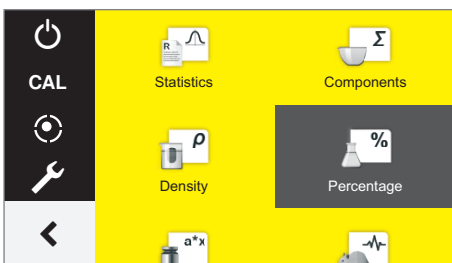 R
Σ
CAL
Statistics
Components
ρ
%
Density
Percentage
a*x